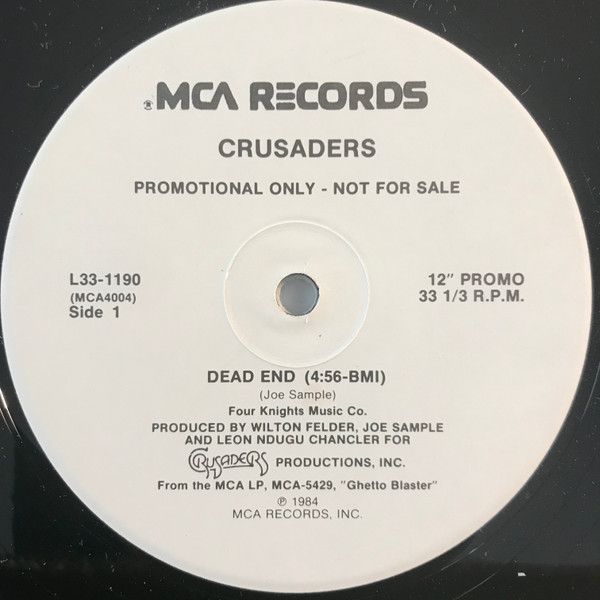 MCA RECORDS
CRUSADERS
PROMOTIONAL ONLY - NOT FOR SALE
L33-1190
(MCA4004)
Side 1
12" PROMO
33 1/3 R.P.M.
DEAD END (4:56-BMI)
(Joe Sample)
Four Knights Music Co.
PRODUCED BY WILTON FELDER, JOE SAMPLE
AND LEON NDUGU CHANCLER FOR
CRUSADERS PRODUCTIONS, INC.
From the MCA LP, MCA-5429, "Ghetto Blaster"
℗ 1984
MCA RECORDS, INC.